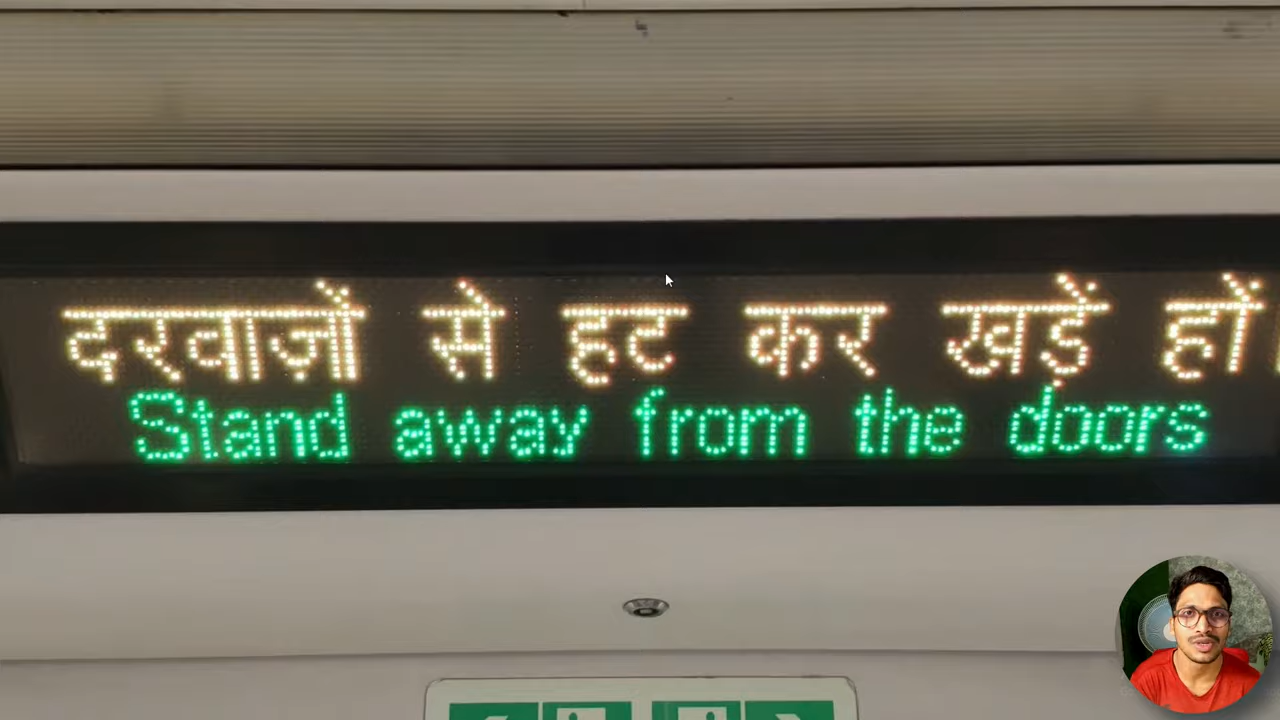 दरवाज़ों से हट कर खड़ें हों
Stand away from the doors